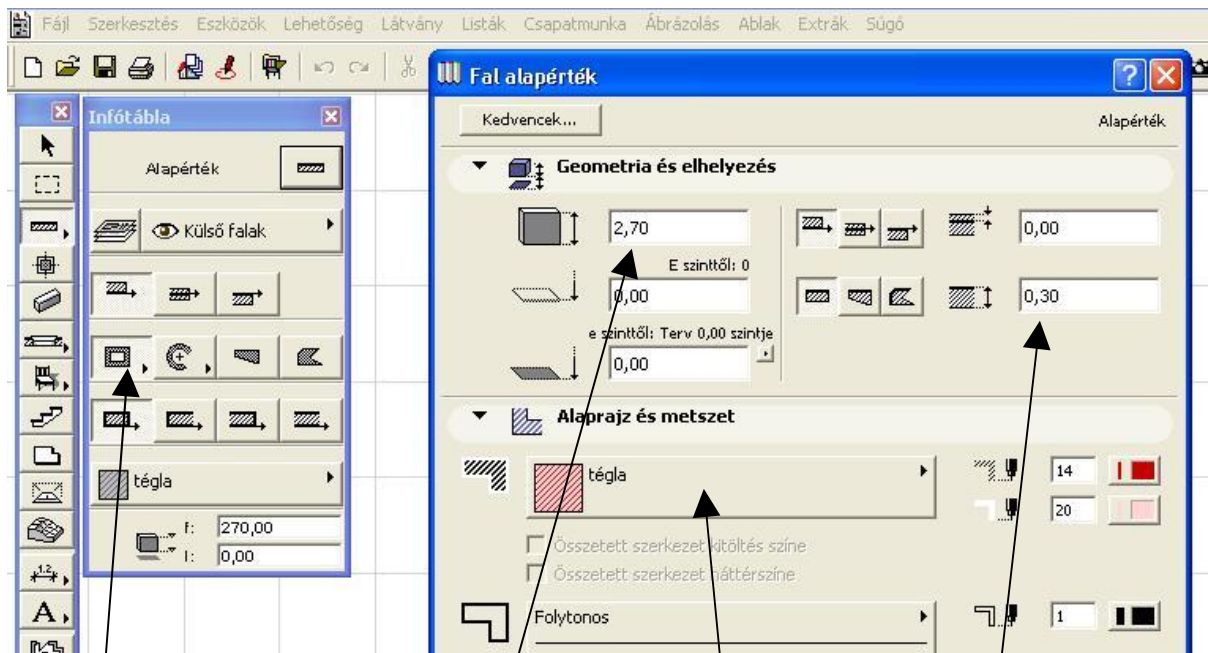 Fájl Szerkesztés Eszközök Lehetőség Látvány Listák Csapatmunka Ábrázolás Ablak Extrák Súgó
Infótábla
Alapérték
Külső falak
tégla
f: 270,00
l: 0,00
1.2
A
Fal alapérték
Kedvencek... Alapérték
Geometria és elhelyezés
2,70 0,00
E szinttől: 0
0,00 0,30
e szinttől: Terv 0,00 szintje
0,00
Alaprajz és metszet
tégla 14
20
Összetett szerkezet kitöltés színe
Összetett szerkezet háttérszíne
Folytonos 1